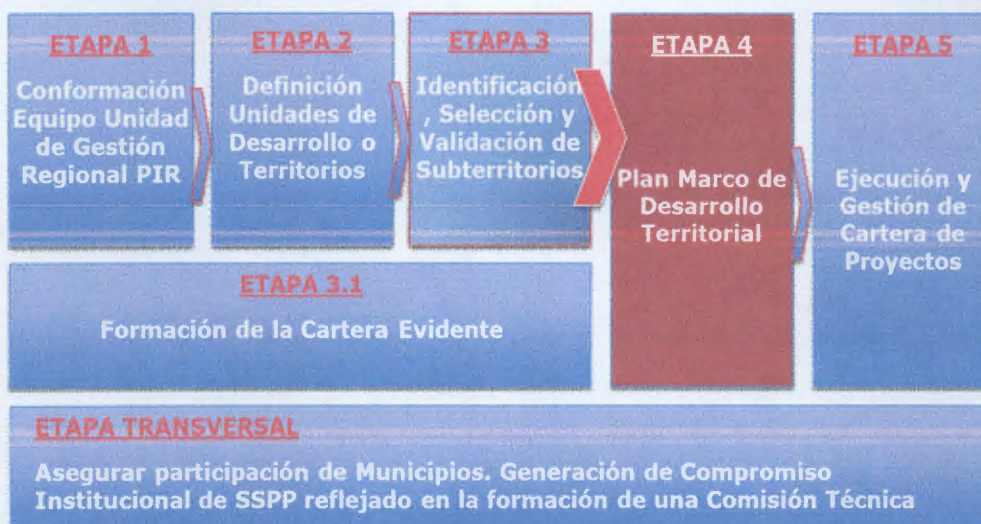 ETAPA 1
Conformación
Equipo Unidad
de Gestión
Regional PIR
ETAPA 2
Definición
Unidades de
Desarrollo o
Territorios
ETAPA 3
Identificación
, Selección y
Validación de
Subterritorios
ETAPA 4
Plan Marco de
Desarrollo
Territorial
ETAPA 5
Ejecución y
Gestión de
Cartera de
Proyectos
ETAPA 3.1
Formación de la Cartera Evidente
ETAPA TRANSVERSAL
Asegurar participación de Municipios. Generación de Compromiso
Institucional de SSPP reflejado en la formación de una Comisión Técnica